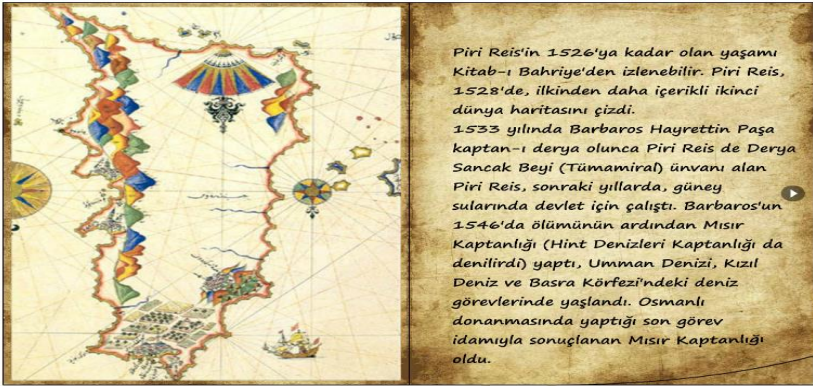 Piri Reis'in 1526'ya kadar olan yaşamı
Kitab-ı Bahriye'den izlenebilir. Piri Reis,
1528'de, ilkinden daha içerikli ikinci
dünya haritasını çizdi.
1533 yılında Barbaros Hayrettin Paşa
kaptan-ı derya olunca Piri Reis de Derya
Sancak Beyi (Tümamiral) ünvanı alan
Piri Reis, sonraki yıllarda, güney
sularında devlet için çalıştı. Barbaros'un
1546'da ölümünün ardından Mısır
Kaptanlığı (Hint Denizleri Kaptanlığı da
denilirdi) yaptı, Umman Denizi, Kızıl
Deniz ve Basra Körfezi'ndeki deniz
görevlerinde yaşlandı. Osmanlı
donanmasında yaptığı son görev
idamıyla sonuçlanan Mısır Kaptanlığı
oldu.